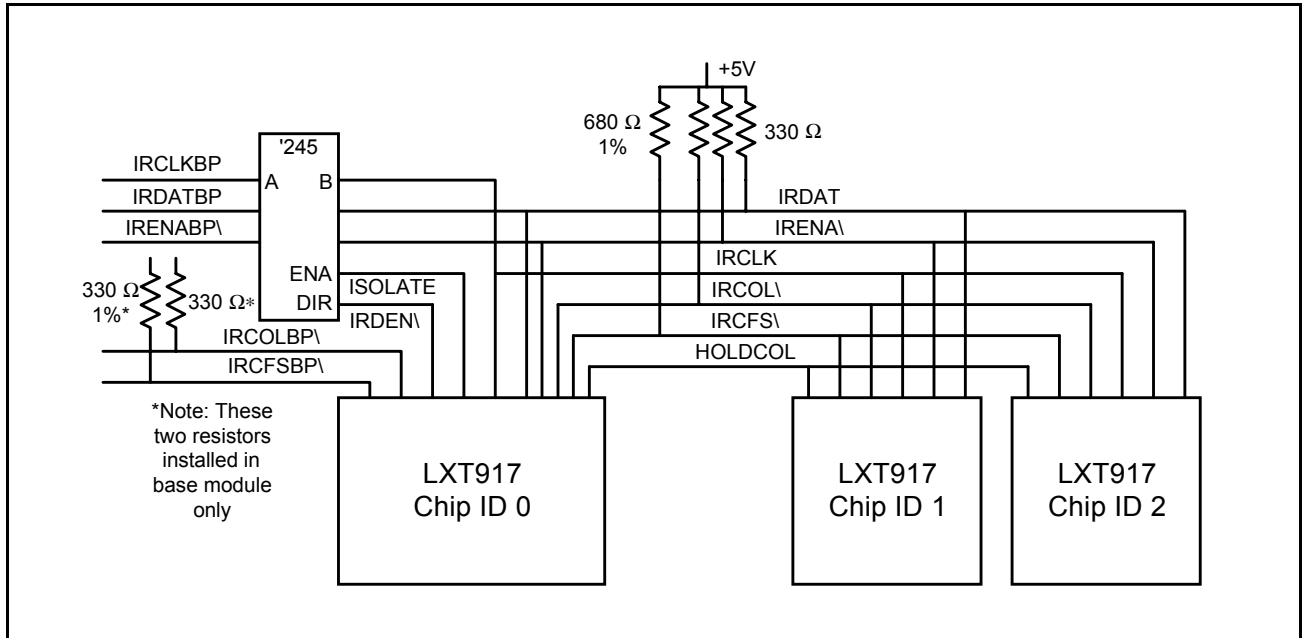 +5V
680 Ω
1%
330 Ω
'245
A B
ENA
DIR
IRCLKBP
IRDATBP
IRENABP\
330 Ω
1%*
330 Ω*
IRDAT
IRENA\
IRCLK
ISOLATE
IRCOL\
IRDEN\
IRCFS\
IRCOLBP\
HOLDCOL
IRCFSBP\
*Note: These
two resistors
installed in
base module
only
LXT917
Chip ID 0
LXT917
Chip ID 1
LXT917
Chip ID 2